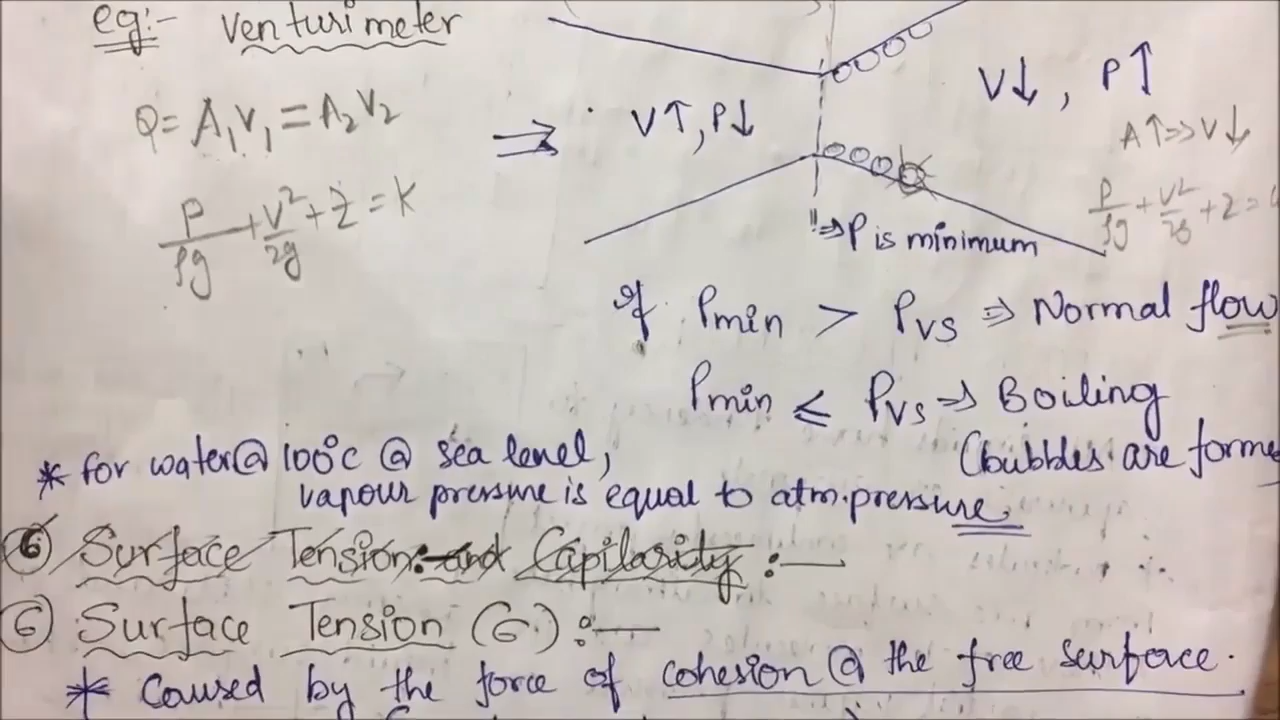 eg:- Venturimeter
Q = A₁V₁ = A₂V₂
P/ρg + V²/2g + Z = K
⇒ V↑, P↓
V↓, P↑
A↑ ⇒ V↓
P/ρg + V²/2g + Z =
⇒ P is minimum
If Pmin > PVS ⇒ Normal flow
Pmin ≤ PVS ⇒ Boiling
(bubbles are forme
* for water @ 100°C @ sea level,
vapour pressure is equal to atm. pressure.
6) Surface Tension: and Capilarity :—
6) Surface Tension (σ) :—
* Caused by the force of cohesion @ the free surface.